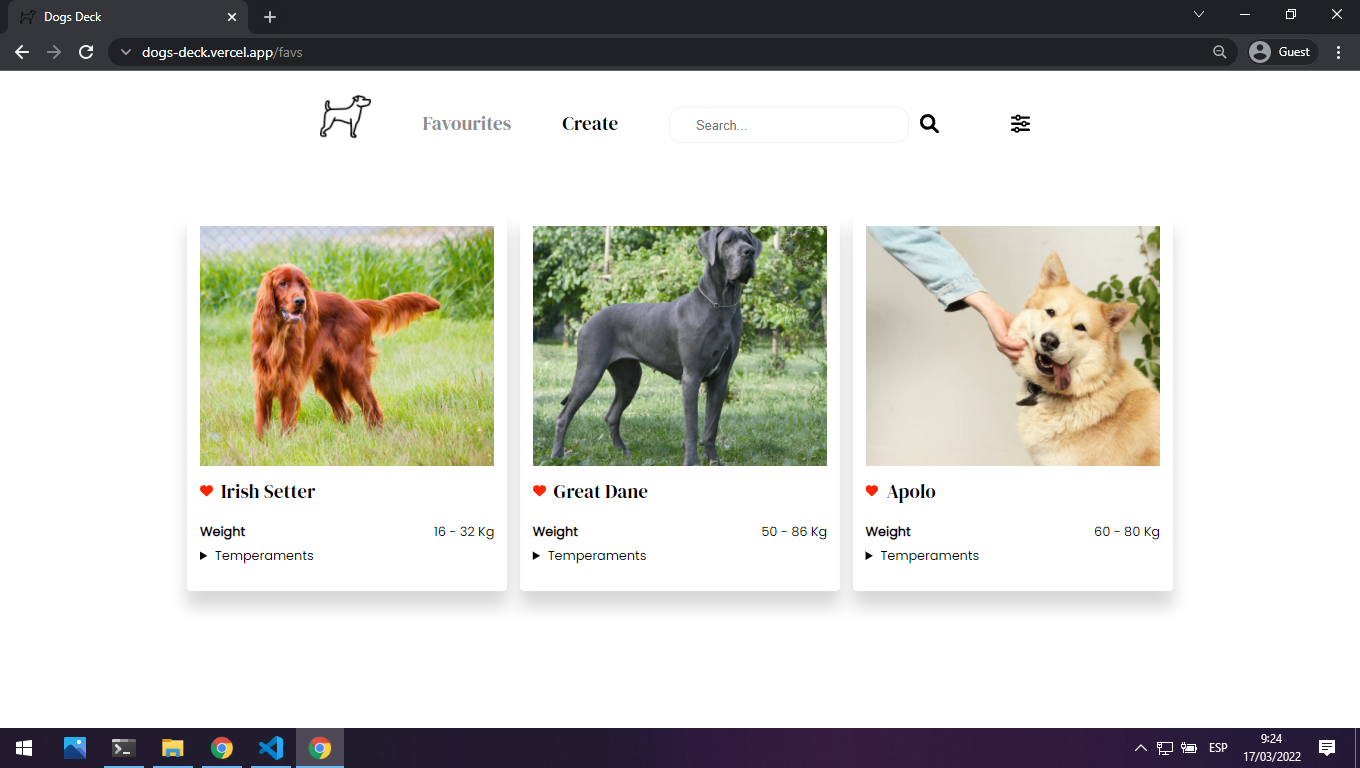 Dogs Deck
dogs-deck.vercel.app/favs
Guest
Favourites
Create
Search...
Irish Setter
Weight
16 - 32 Kg
Temperaments
Great Dane
Weight
50 - 86 Kg
Temperaments
Apolo
Weight
60 - 80 Kg
Temperaments
ESP
9:24
17/03/2022